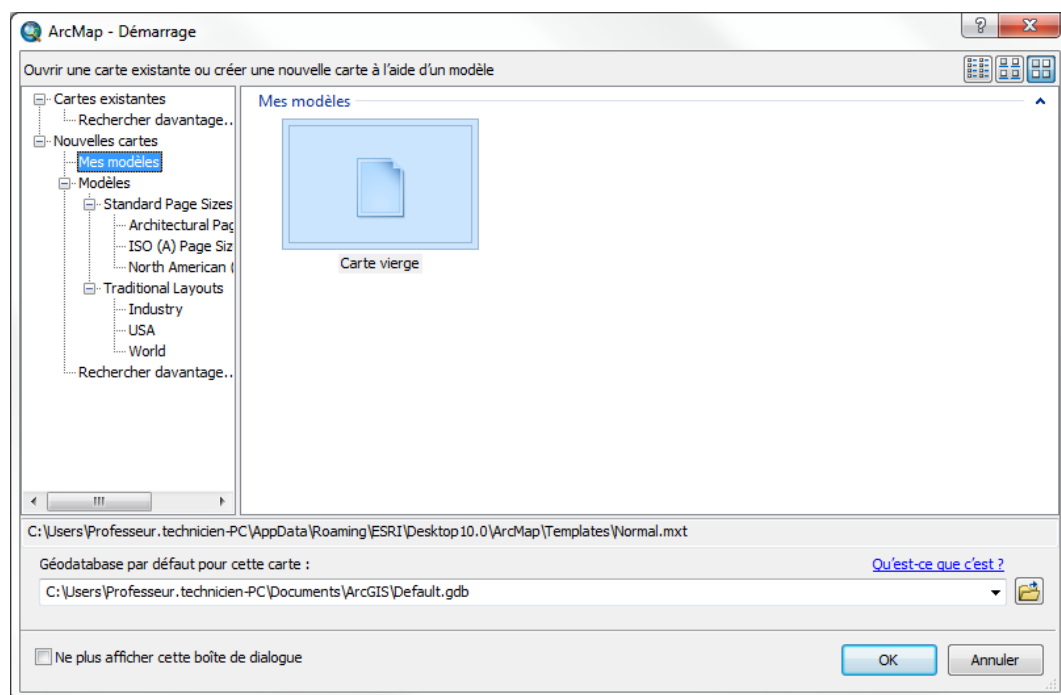 ArcMap - Démarrage
Ouvrir une carte existante ou créer une nouvelle carte à l'aide d'un modèle
Cartes existantes
Rechercher davantage..
Nouvelles cartes
Mes modèles
Modèles
Standard Page Sizes
Architectural Pag
ISO (A) Page Siz
North American (
Traditional Layouts
Industry
USA
World
Rechercher davantage..
Mes modèles
Carte vierge
C:\Users\Professeur.technicien-PC\AppData\Roaming\ESRI\Desktop10.0\ArcMap\Templates\Normal.mxt
Géodatabase par défaut pour cette carte :
Qu'est-ce que c'est ?
C:\Users\Professeur.technicien-PC\Documents\ArcGIS\Default.gdb
Ne plus afficher cette boîte de dialogue
OK
Annuler